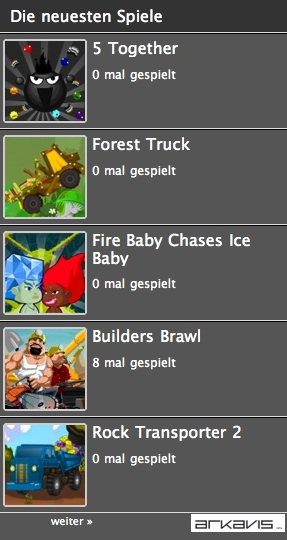 Die neuesten Spiele
5 Together
0 mal gespielt
Forest Truck
0 mal gespielt
Fire Baby Chases Ice
Baby
0 mal gespielt
Builders Brawl
8 mal gespielt
Rock Transporter 2
0 mal gespielt
weiter »
arkavis